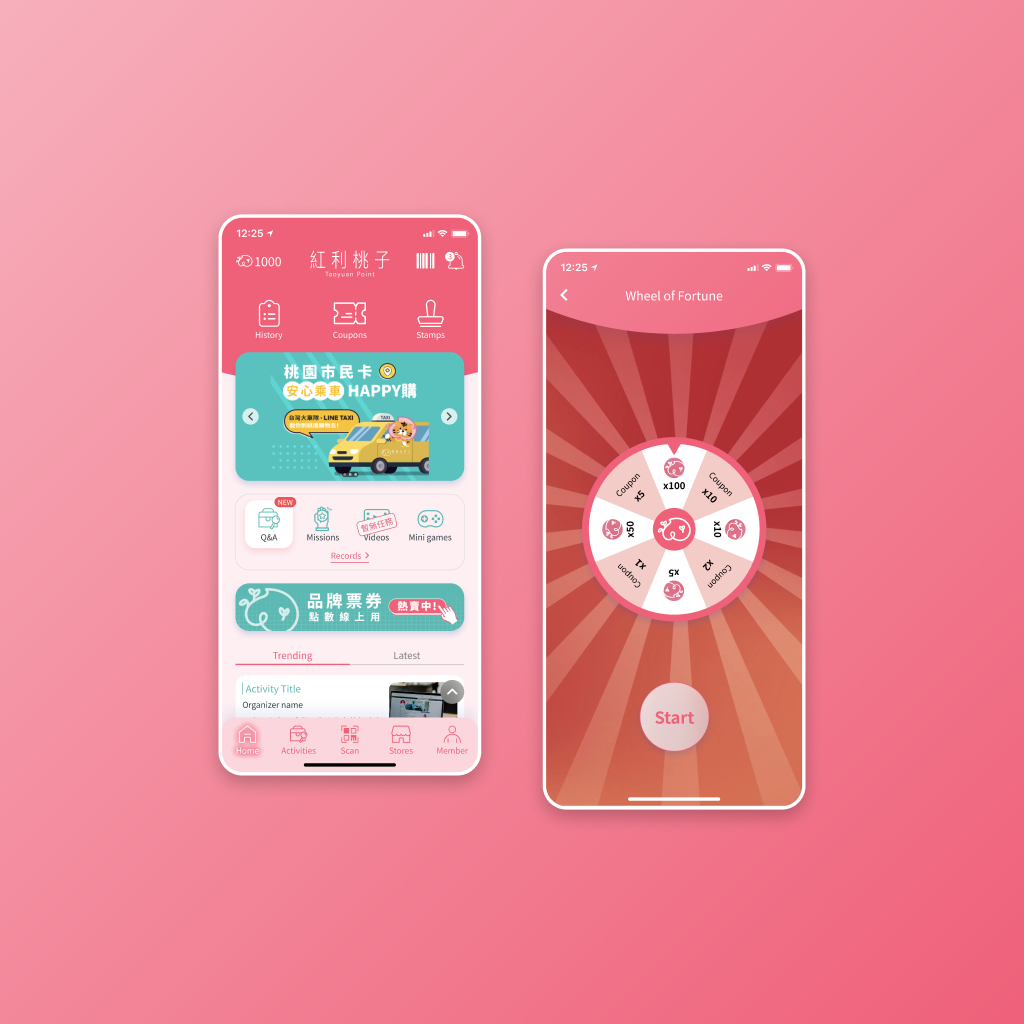 12:25
1000
紅利桃子
Taoyuan Point
3
History
Coupons
Stamps
桃園市民卡
安心乘車 HAPPY購
台灣大車隊、LINE TAXI
TAXI
NEW
Q&A
Missions
Videos
暫無任務
Mini games
Records
品牌票券
點數線上用
熱賣中!
Trending
Latest
Activity Title
Organizer name
Home
Activities
Scan
Stores
Member
12:25
Wheel of Fortune
x100
Coupon
x10
x10
Coupon
x2
x5
Coupon
x1
x50
Coupon
x5
Start